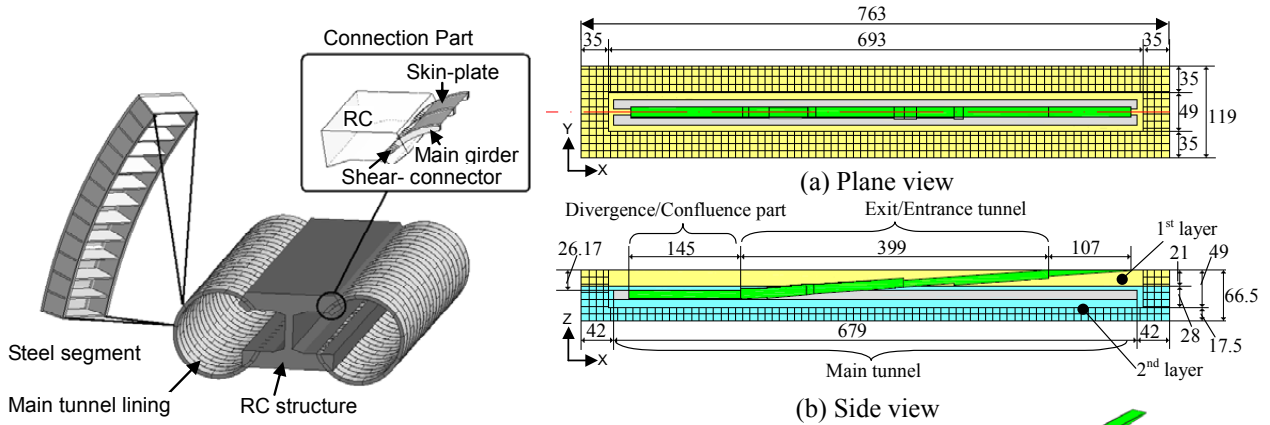 Connection Part
Skin-plate
RC
Main girder
Shear- connector
Steel segment
Main tunnel lining
RC structure
763
35
693
35
35
49
119
35
Y
X
(a) Plane view
Divergence/Confluence part
Exit/Entrance tunnel
1st layer
26.17
145
399
107
21
49
66.5
Z
X
42
679
42
28
17.5
Main tunnel
2nd layer
(b) Side view